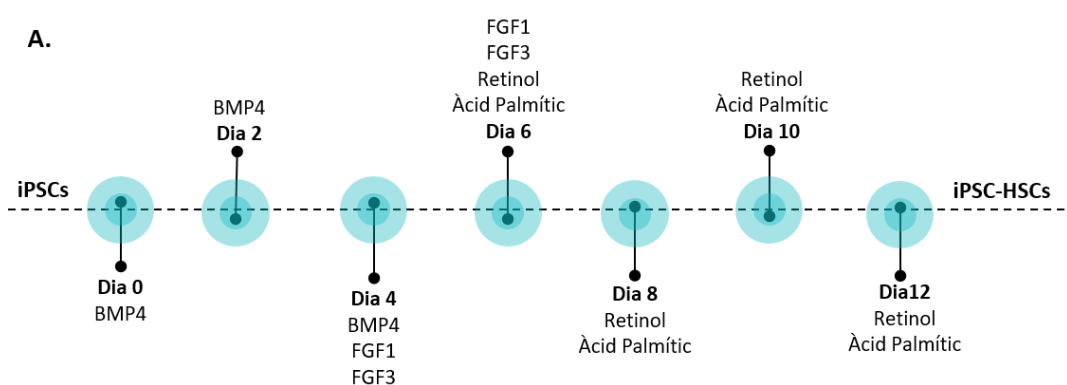 A.
iPSCs
Dia 0
BMP4
BMP4
Dia 2
Dia 4
BMP4
FGF1
FGF3
FGF1
FGF3
Retinol
Àcid Palmític
Dia 6
Dia 8
Retinol
Àcid Palmític
Retinol
Àcid Palmític
Dia 10
Dia12
Retinol
Àcid Palmític
iPSC-HSCs